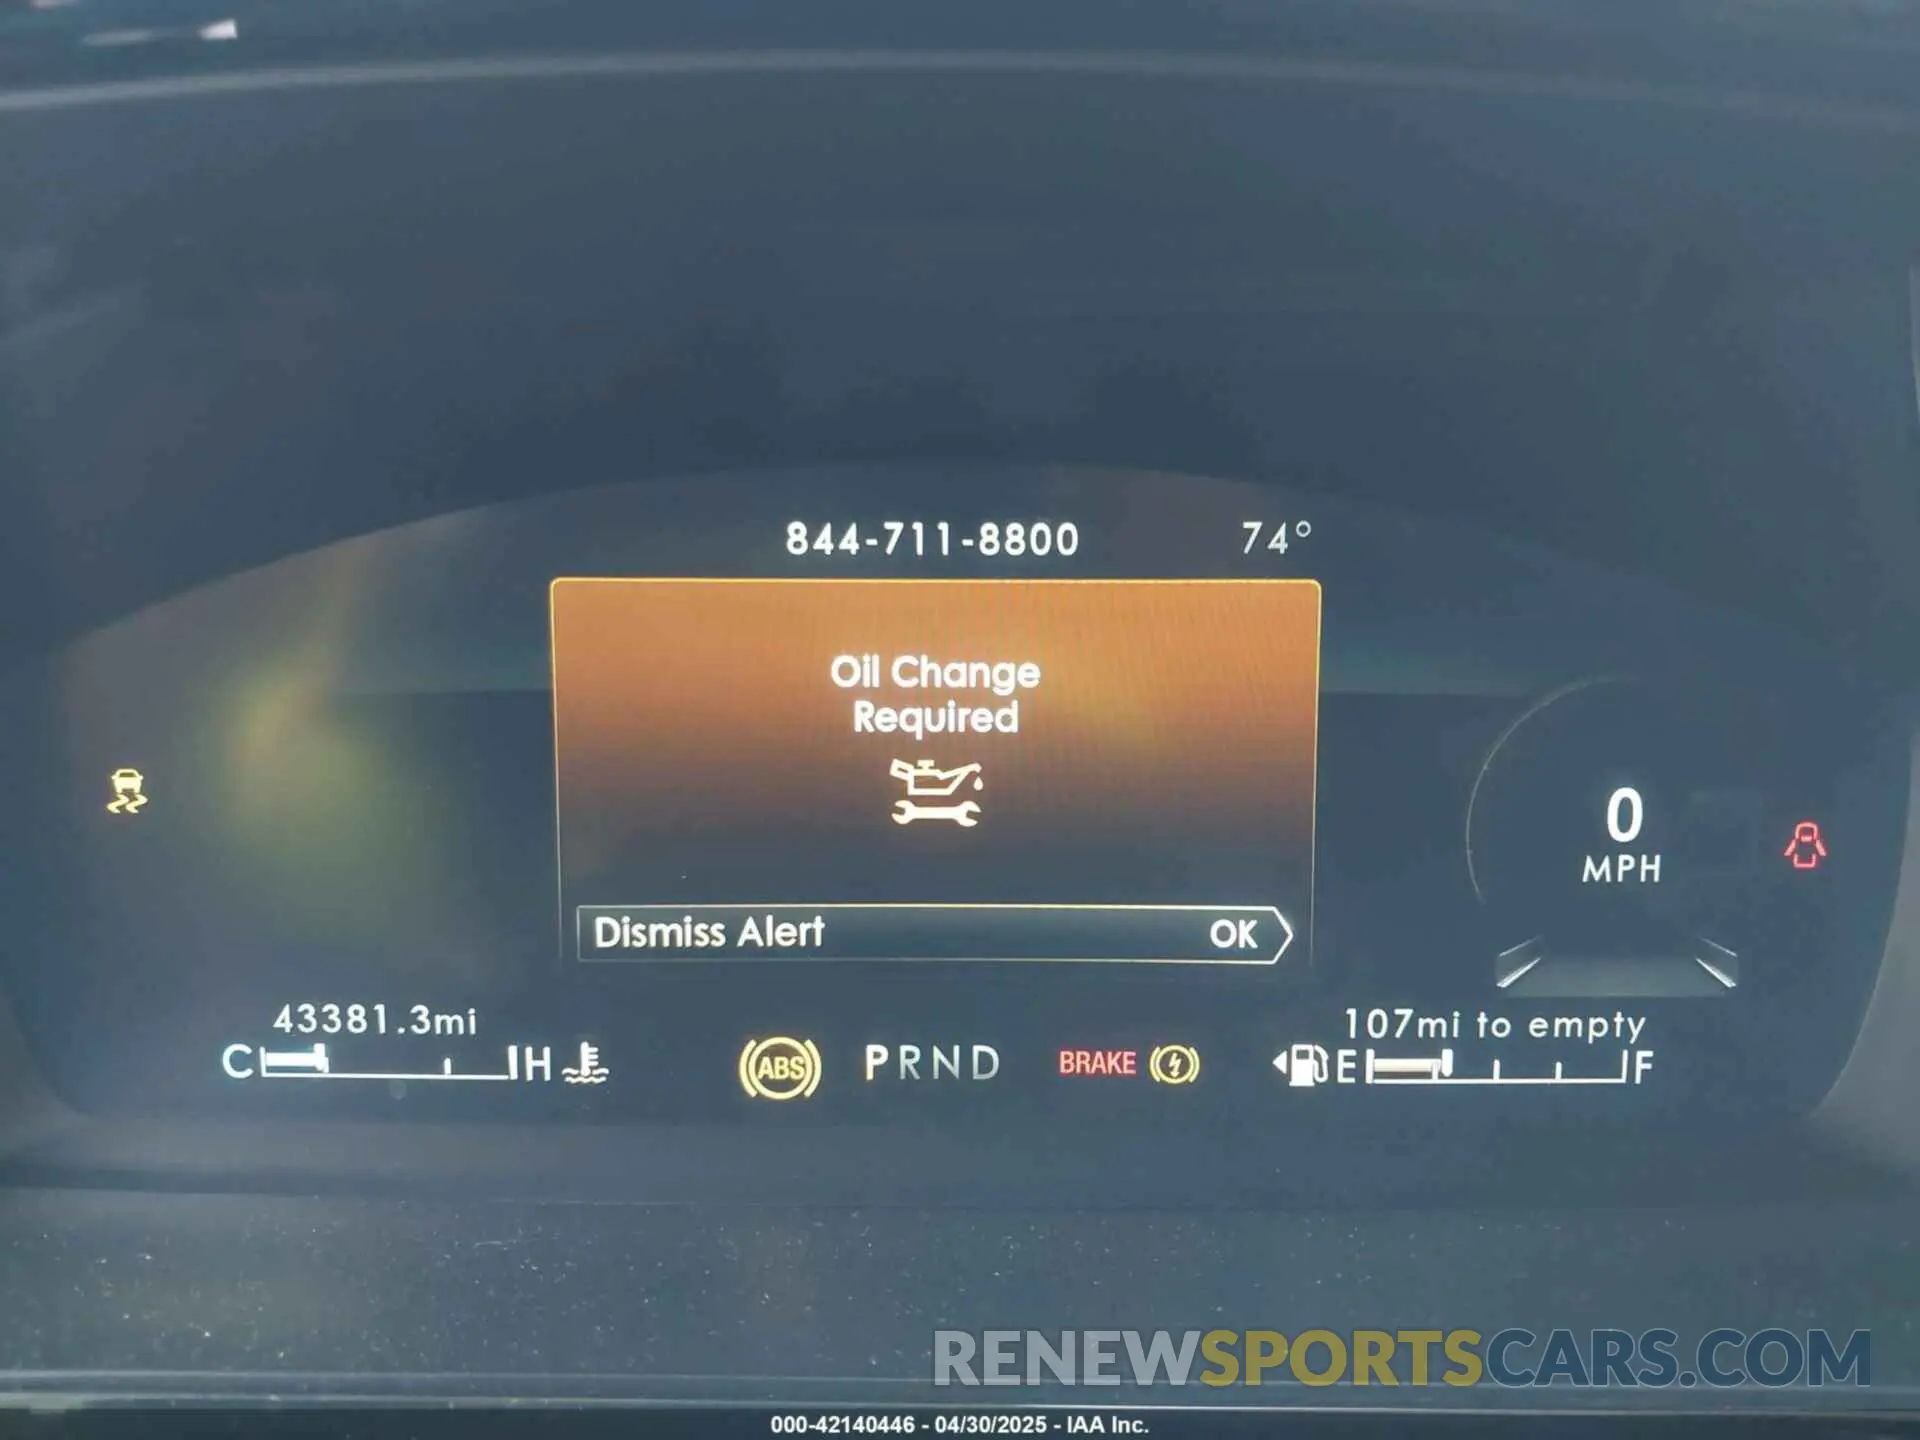 844-711-8800 74°
Oil Change
Required
Dismiss Alert OK
0
MPH
43381.3mi
107mi to empty
C H
ABS
PRND
BRAKE
E F
RENEWSPORTSCARS.COM
000-42140446 - 04/30/2025 - IAA Inc.